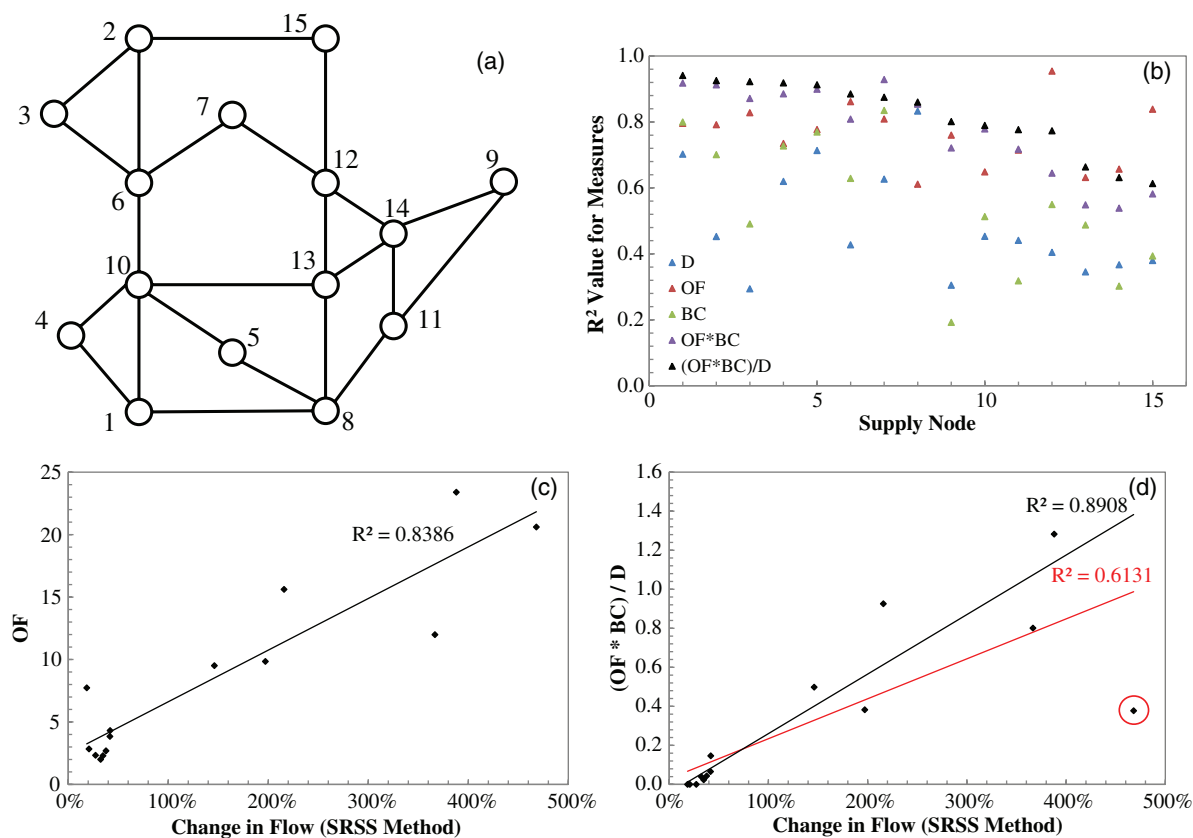 2
15
(a)
3
7
12
9
6
14
10
13
4
5
11
1
8
(b)
R² Value for Measures
1.0
0.8
0.6
0.4
0.2
0.0
D
OF
BC
OF*BC
(OF*BC)/D
0
5
10
15
Supply Node
(c)
OF
25
20
15
10
5
0
R² = 0.8386
0%
100%
200%
300%
400%
500%
Change in Flow (SRSS Method)
(d)
(OF * BC) / D
1.6
1.4
1.2
1.0
0.8
0.6
0.4
0.2
0.0
R² = 0.8908
R² = 0.6131
0%
100%
200%
300%
400%
500%
Change in Flow (SRSS Method)